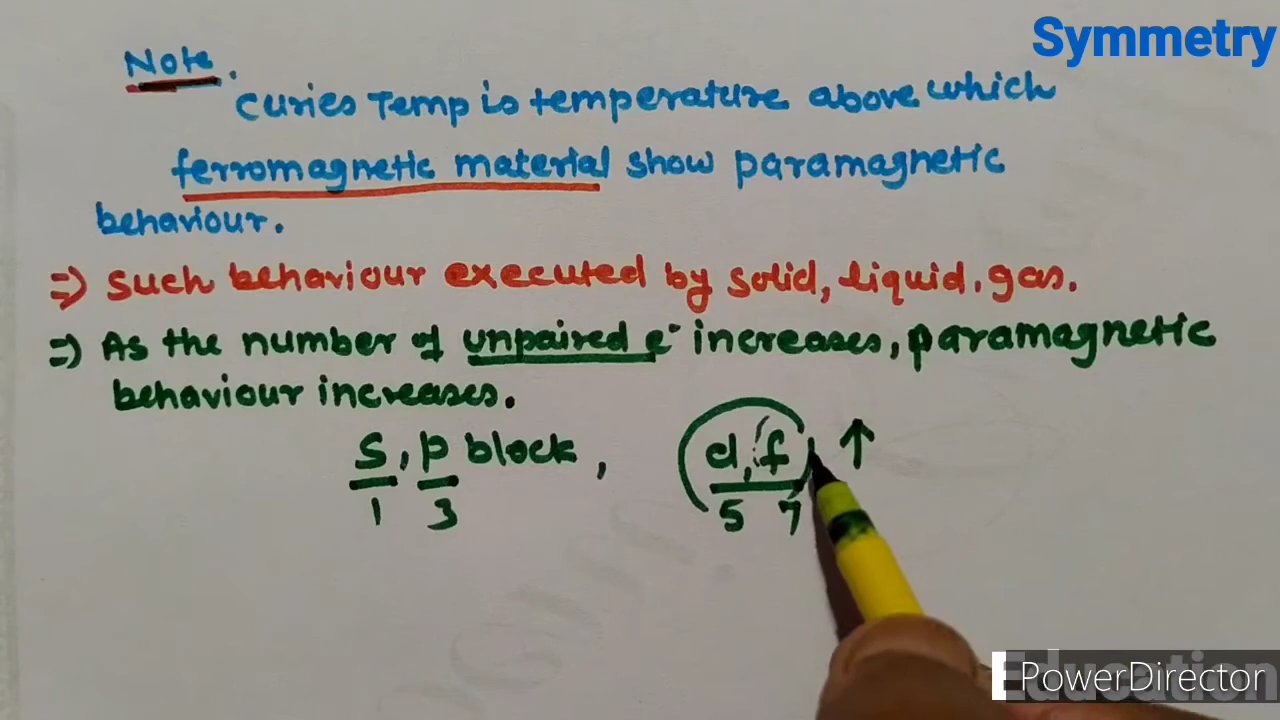 Symmetry
Note.
Curies Temp is temperature above which
ferromagnetic material show paramagnetic
behaviour.
=) Such behaviour executed by solid, liquid, gas.
=) As the number of unpaired e- increases, paramagnetic
behaviour increases.
s, p block, d, f, ↑
1 3 5 7
Education
PowerDirector